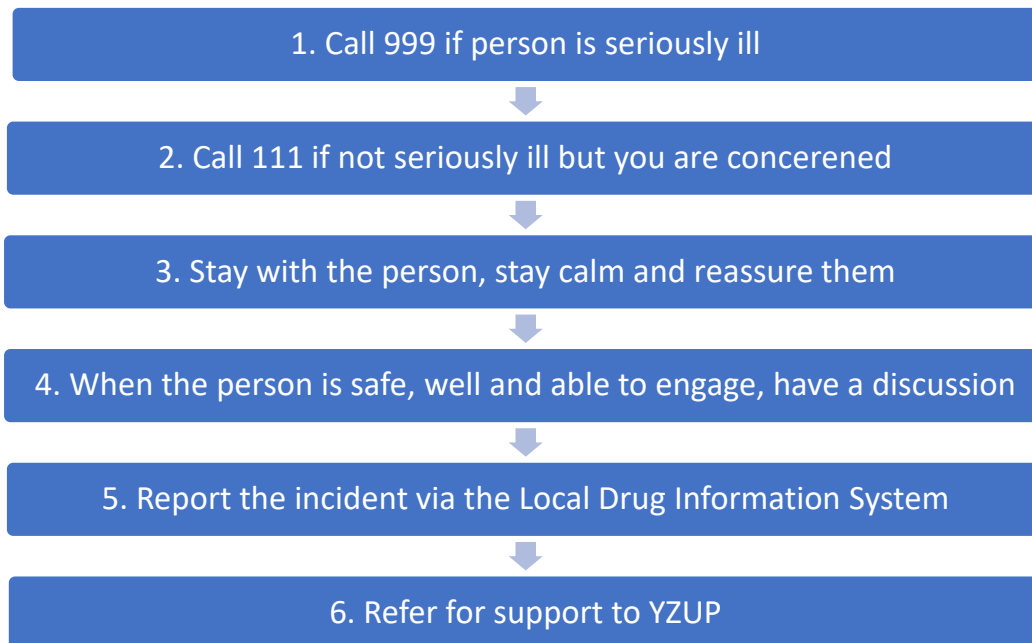 1. Call 999 if person is seriously ill
2. Call 111 if not seriously ill but you are concerened
3. Stay with the person, stay calm and reassure them
4. When the person is safe, well and able to engage, have a discussion
5. Report the incident via the Local Drug Information System
6. Refer for support to YZUP